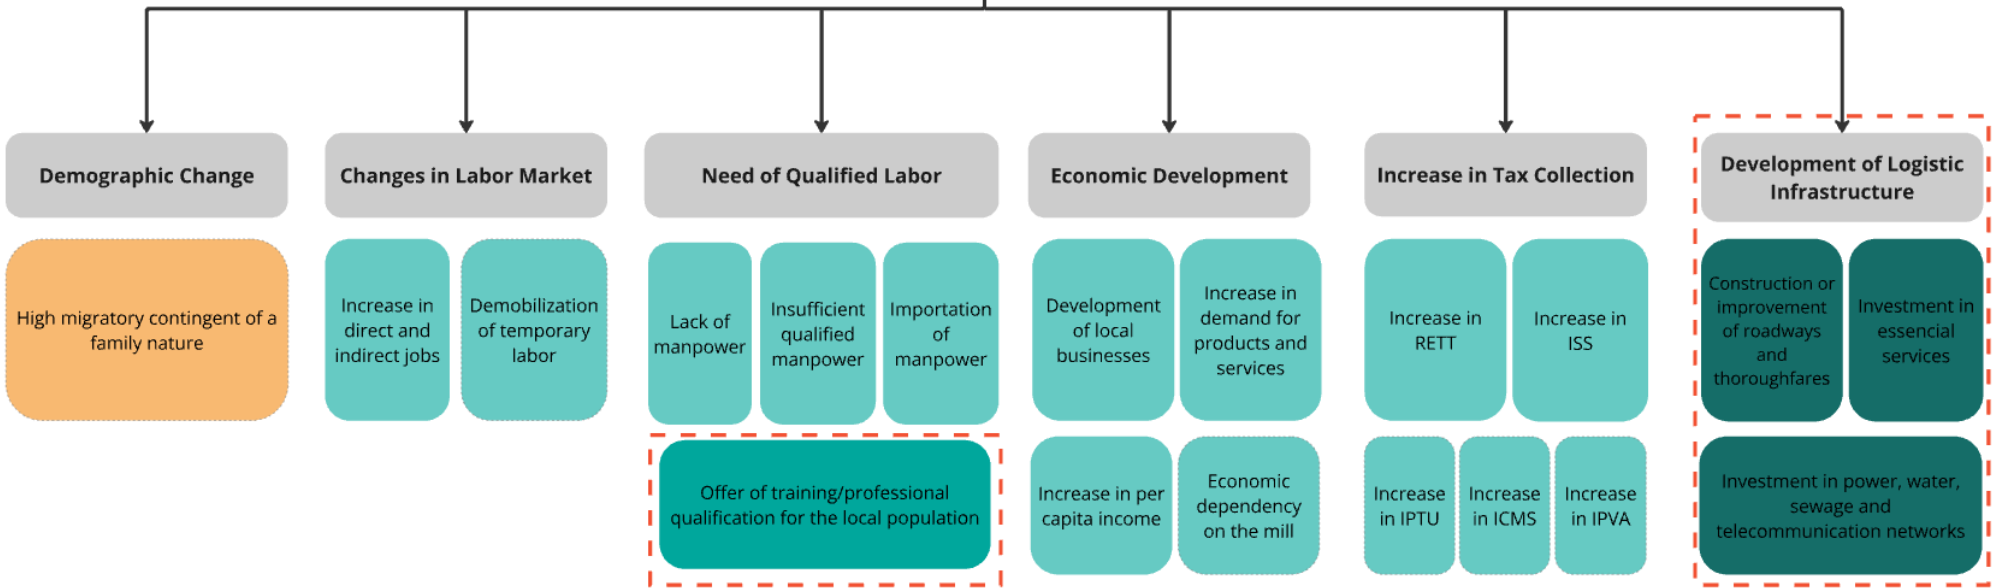 Demographic Change
High migratory contingent of a
family nature
Changes in Labor Market
Increase in
direct and
indirect jobs
Demobilization
of temporary
labor
Need of Qualified Labor
Lack of
manpower
Insufficient
qualified
manpower
Importation
of
manpower
Offer of training/professional
qualification for the local population
Economic Development
Development
of local
businesses
Increase in
demand for
products and
services
Increase in per
capita income
Economic
dependency
on the mill
Increase in Tax Collection
Increase in
RETT
Increase in
ISS
Increase
in IPTU
Increase
in ICMS
Increase
in IPVA
Development of Logistic
Infrastructure
Construction or
improvement
of roadways
and
thoroughfares
Investment in
essencial
services
Investment in power, water,
sewage and
telecommunication networks